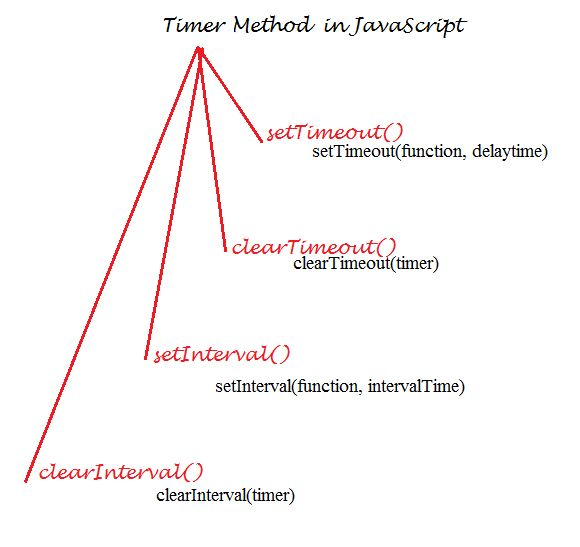 Timer Method in JavaScript
setTimeout()
setTimeout(function, delaytime)
clearTimeout()
clearTimeout(timer)
setInterval()
setInterval(function, intervalTime)
clearInterval()
clearInterval(timer)